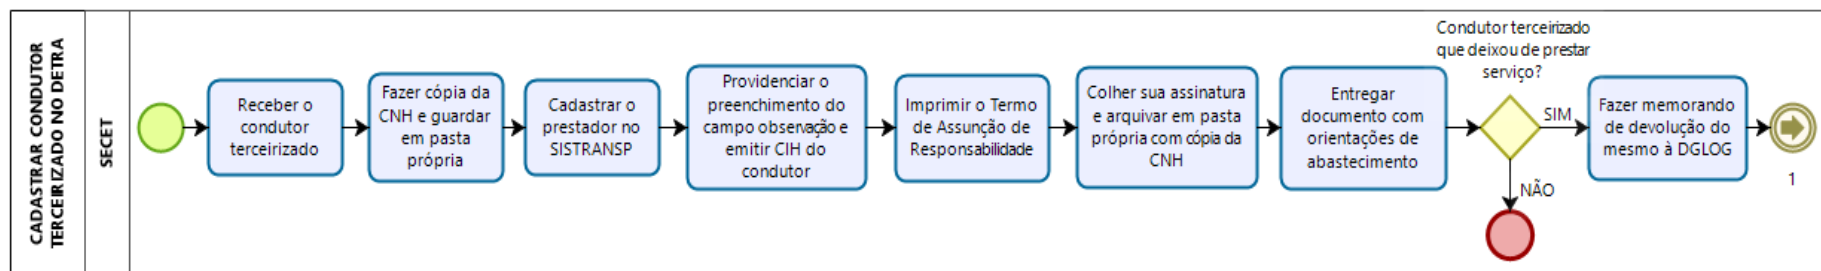 CADASTRAR CONDUTOR
TERCEIRIZADO NO DETRA
SECET
Receber o
condutor
terceirizado
Fazer cópia da
CNH e guardar
em pasta
própria
Cadastrar o
prestador no
SISTRANSP
Providenciar o
preenchimento do
campo observação e
emitir CIH do
condutor
Imprimir o Termo
de Assunção de
Responsabilidade
Colher sua assinatura
e arquivar em pasta
própria com cópia da
CNH
Entregar
documento com
orientações de
abastecimento
Condutor terceirizado
que deixou de prestar
serviço?
SIM
NÃO
Fazer memorando
de devolução do
mesmo à DGLOG
1